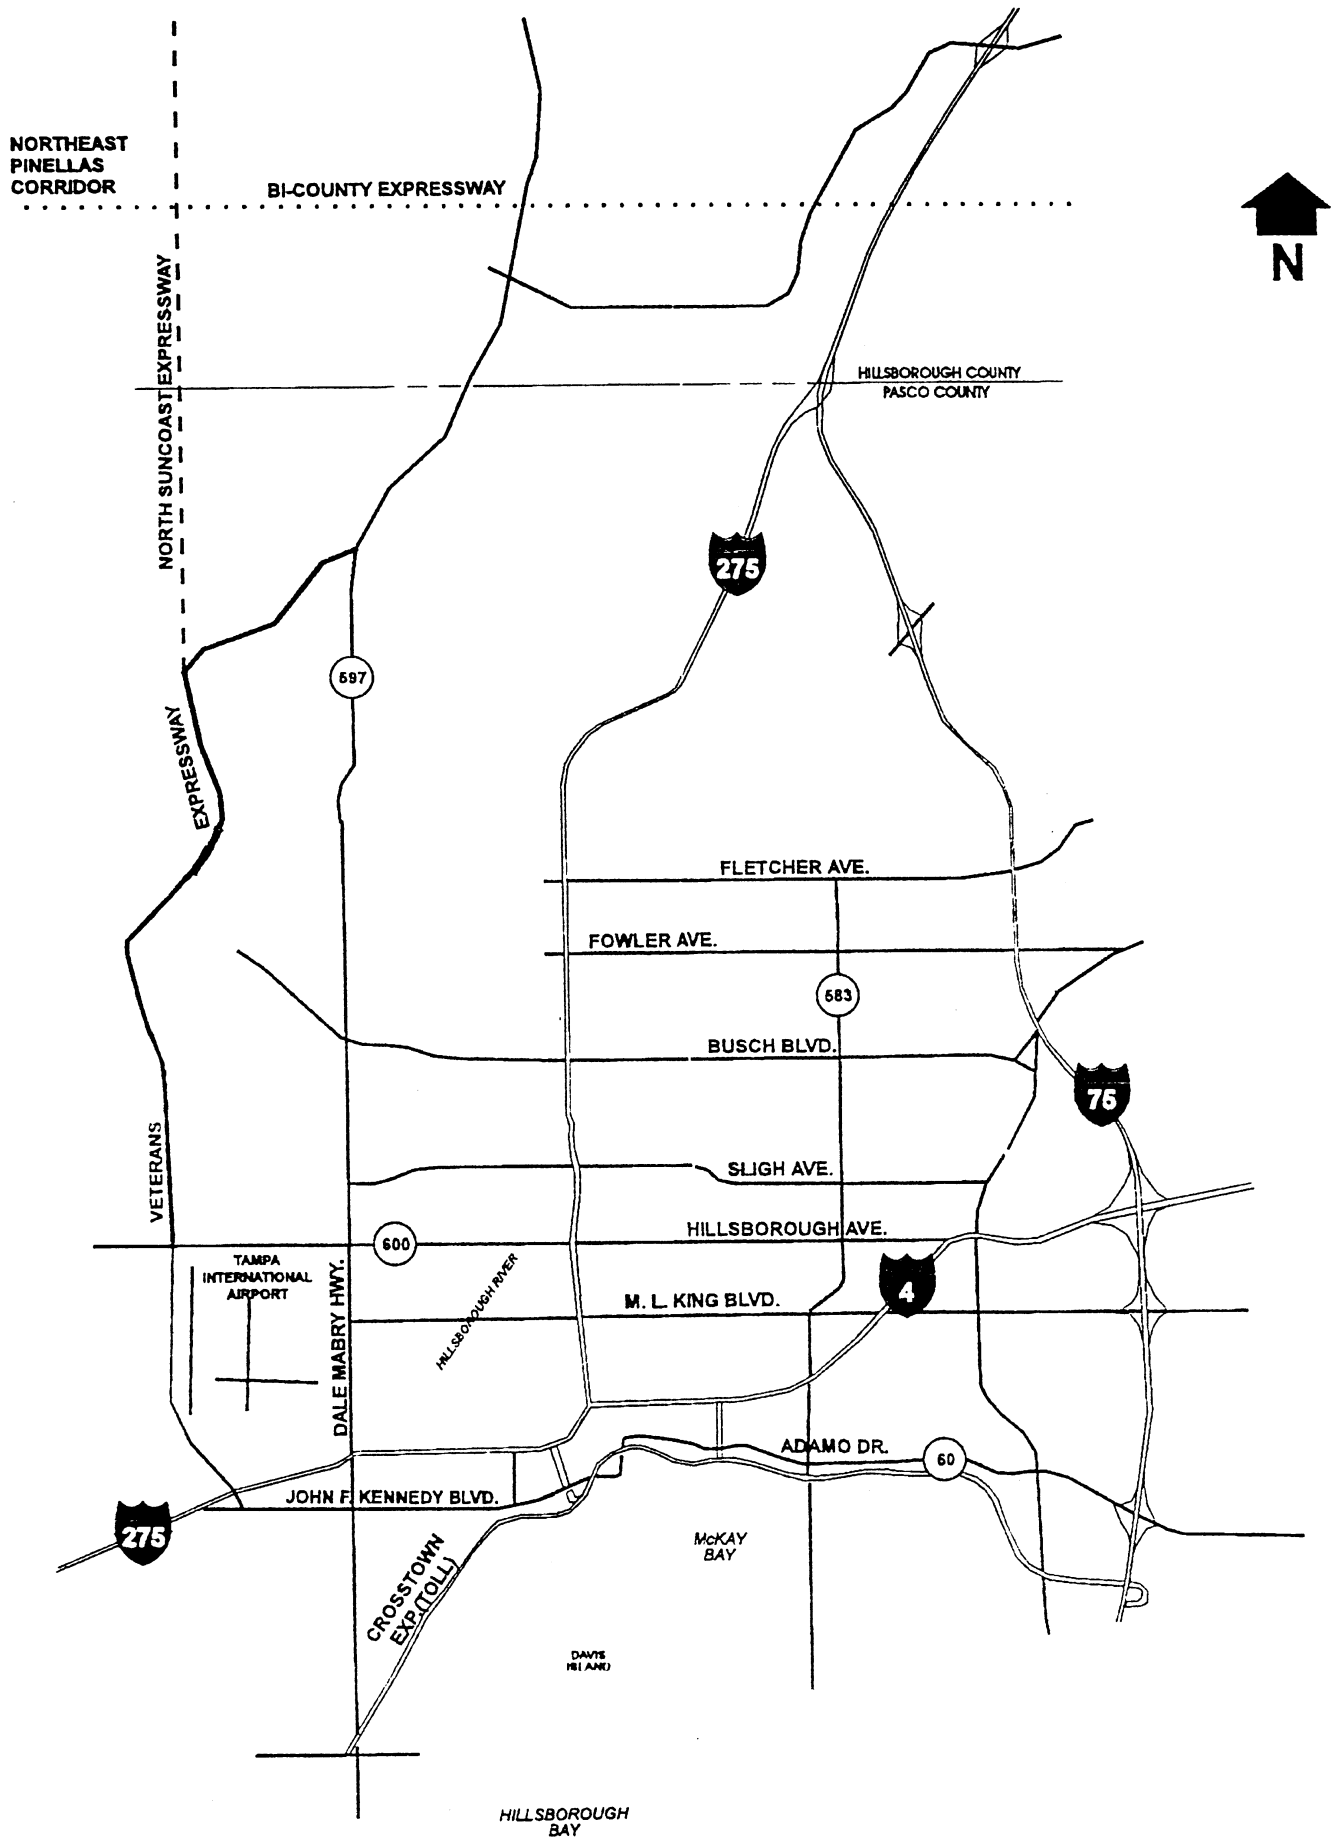 NORTHEAST
PINELLAS
CORRIDOR
BI-COUNTY EXPRESSWAY
N
NORTH SUNCOAST EXPRESSWAY
HILLSBOROUGH COUNTY
PASCO COUNTY
275
597
EXPRESSWAY
FLETCHER AVE.
FOWLER AVE.
583
BUSCH BLVD.
75
VETERANS
SLIGH AVE.
HILLSBOROUGH AVE.
600
TAMPA
INTERNATIONAL
AIRPORT
HILLSBOROUGH RIVER
4
M. L. KING BLVD.
DALE MABRY HWY.
ADAMO DR.
60
JOHN F. KENNEDY BLVD.
275
McKAY
BAY
CROSSTOWN
EXP.(TOLL)
DAVIS
ISLAND
HILLSBOROUGH
BAY